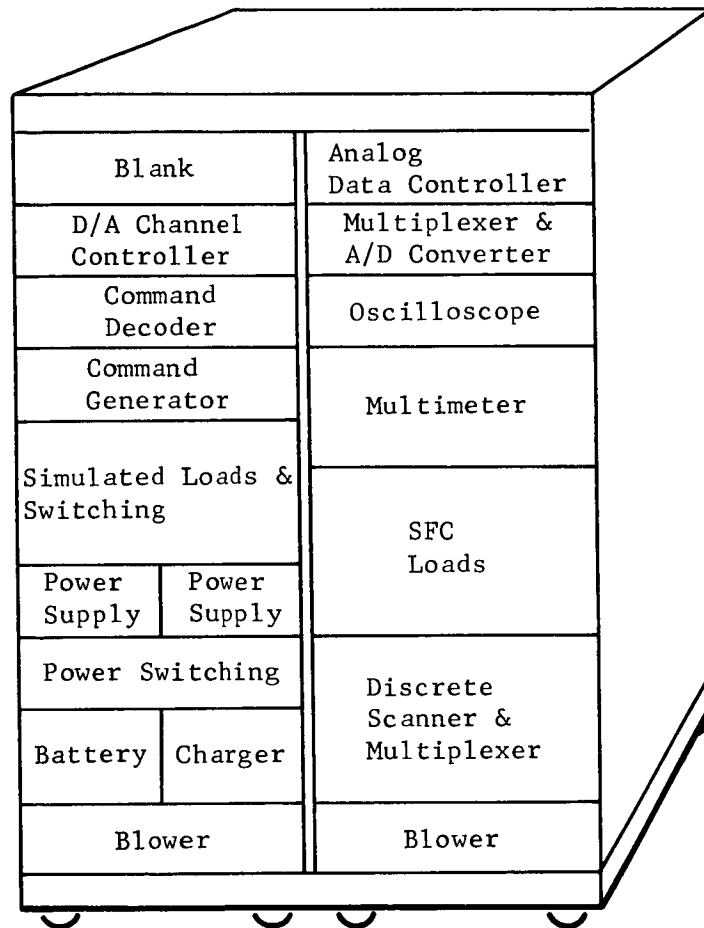 Blank
D/A Channel
Controller
Command
Decoder
Command
Generator
Simulated Loads &
Switching
Power
Supply
Power
Supply
Power Switching
Battery
Charger
Blower
Analog
Data Controller
Multiplexer &
A/D Converter
Oscilloscope
Multimeter
SFC
Loads
Discrete
Scanner &
Multiplexer
Blower